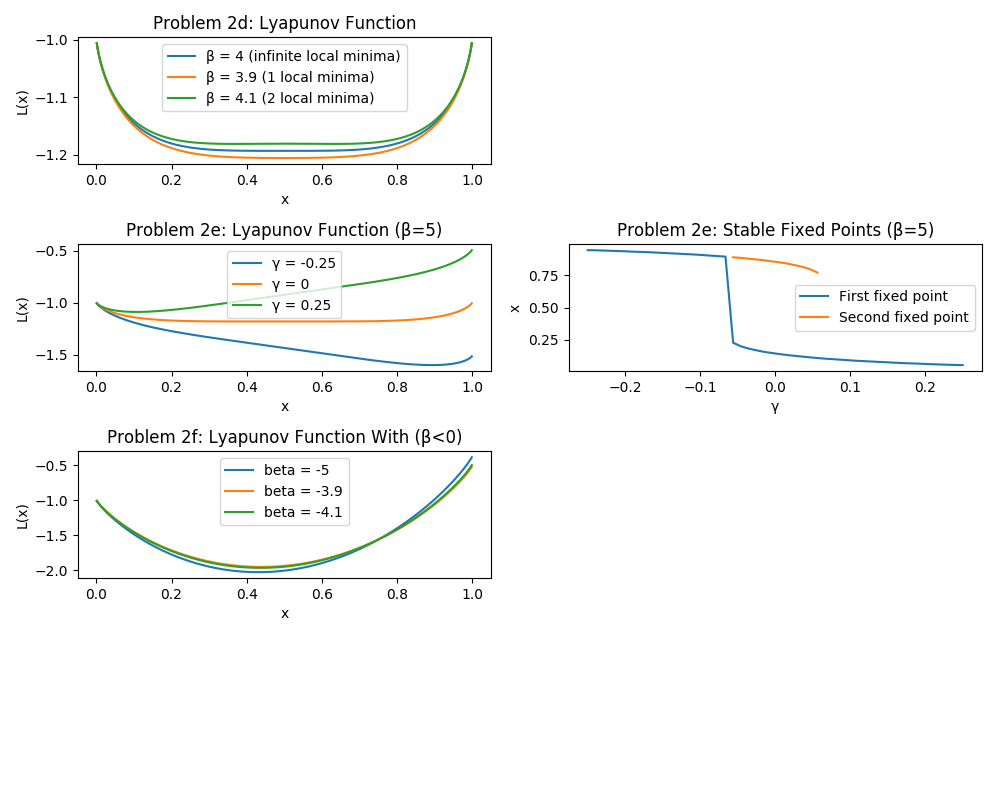 Problem 2d: Lyapunov Function
−1.0
−1.1
−1.2
L(x)
β = 4 (infinite local minima)
β = 3.9 (1 local minima)
β = 4.1 (2 local minima)
0.0 0.2 0.4 0.6 0.8 1.0
x
Problem 2e: Lyapunov Function (β=5)
−0.5
−1.0
−1.5
L(x)
γ = -0.25
γ = 0
γ = 0.25
0.0 0.2 0.4 0.6 0.8 1.0
x
Problem 2e: Stable Fixed Points (β=5)
0.75
0.50
0.25
x
First fixed point
Second fixed point
−0.2 −0.1 0.0 0.1 0.2
γ
Problem 2f: Lyapunov Function With (β<0)
−0.5
−1.0
−1.5
−2.0
L(x)
beta = -5
beta = -3.9
beta = -4.1
0.0 0.2 0.4 0.6 0.8 1.0
x